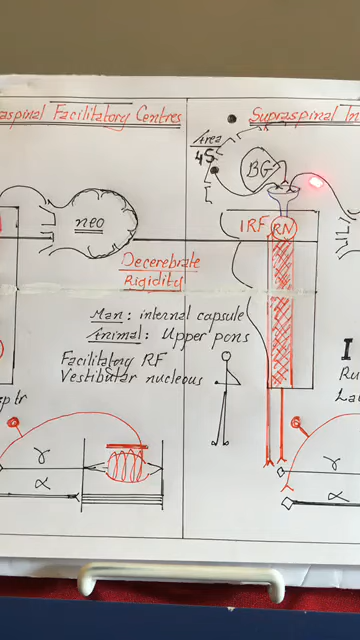 aspinal Facilitatory Centres
neo
Decerebrate
Rigidity
Man: internal capsule
Animal: Upper pons
Facilitatory RF
Vestibular nucleous
γ
α
Supraspinal In
Area
4S
BG
IRF
RN
I
Ru
La
γ
α